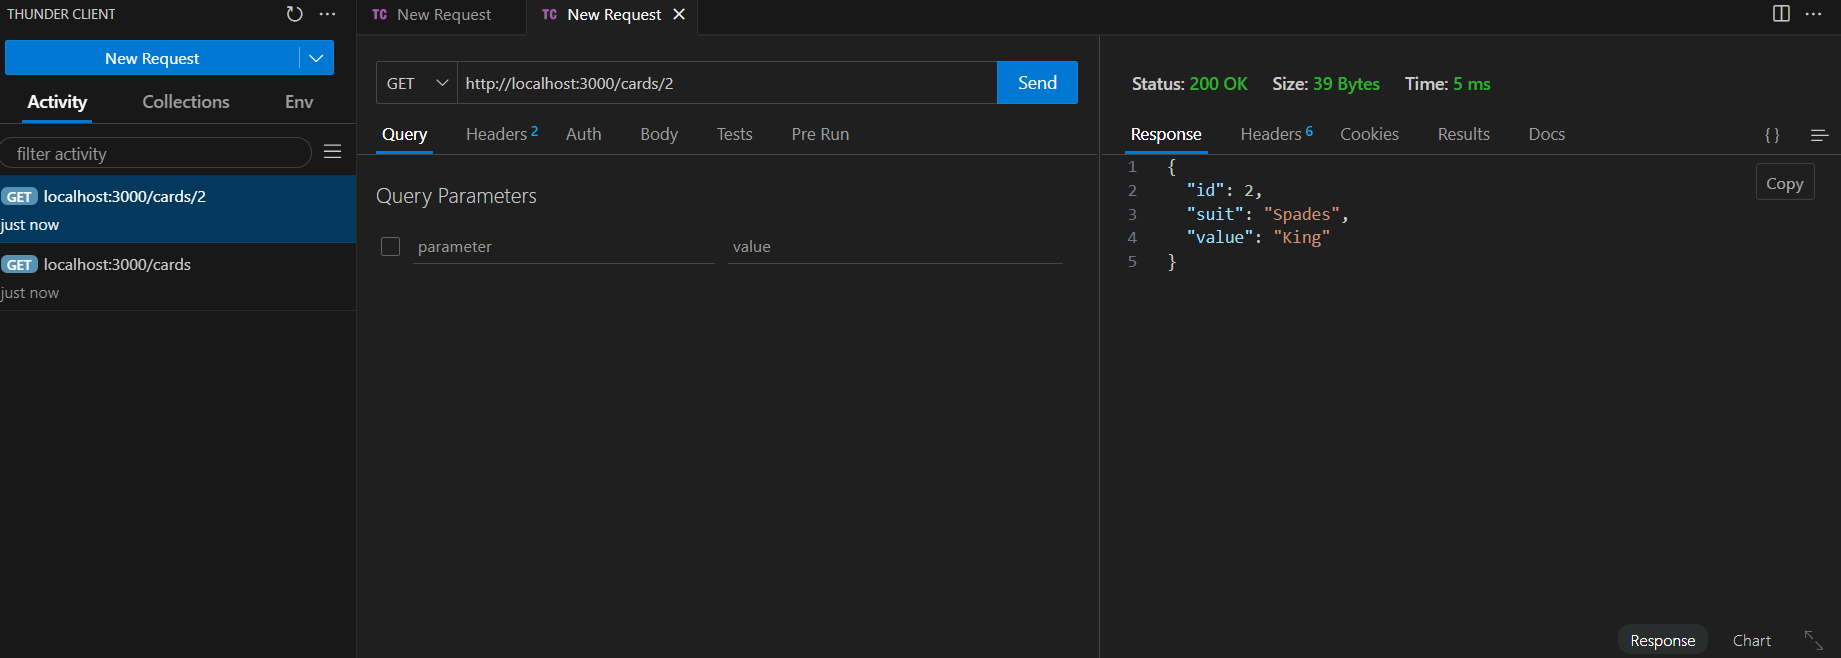 THUNDER CLIENT
New Request
Activity Collections Env
filter activity
GET localhost:3000/cards/2
just now
GET localhost:3000/cards
just now
TC New Request
TC New Request
GET http://localhost:3000/cards/2 Send
Query Headers 2 Auth Body Tests Pre Run
Query Parameters
parameter value
Status: 200 OK Size: 39 Bytes Time: 5 ms
Response Headers 6 Cookies Results Docs {}
Copy
1 {
2 "id": 2,
3 "suit": "Spades",
4 "value": "King"
5 }
Response Chart